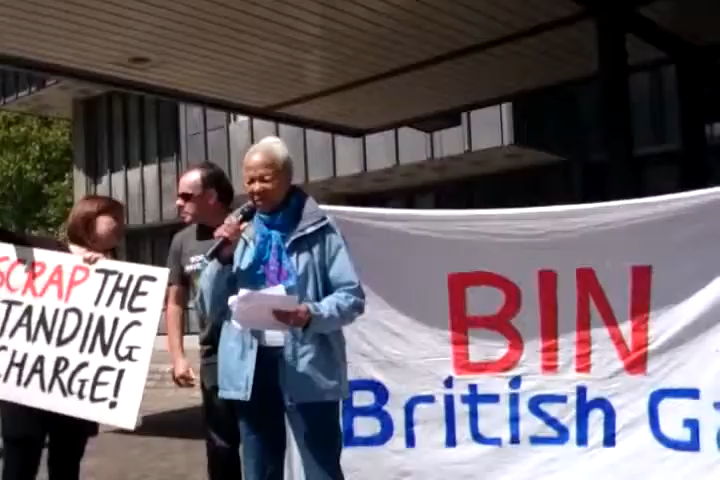 SCRAP THE
TANDING
CHARGE!
BIN
British Ga